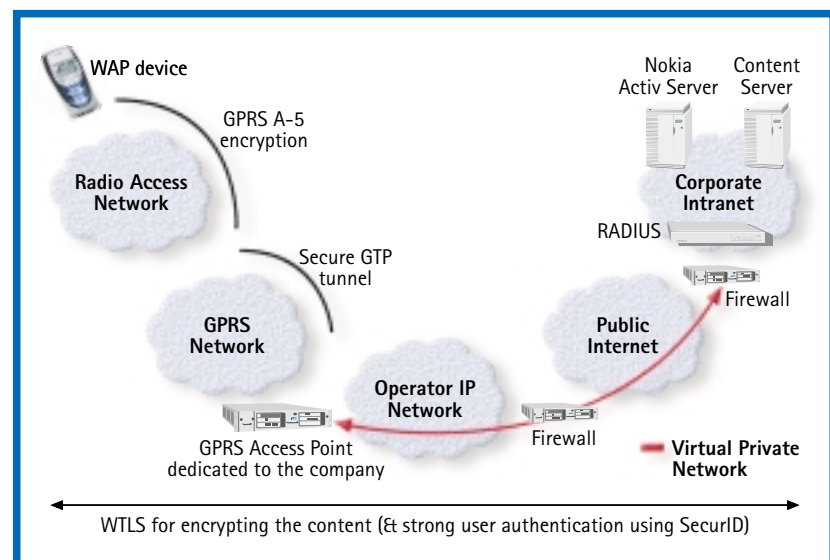 WAP device
GPRS A-5
encryption
Radio Access
Network
Secure GTP
tunnel
GPRS
Network
GPRS Access Point
dedicated to the company
Operator IP
Network
Firewall
Public
Internet
Nokia
Activ Server
Content
Server
Corporate
Intranet
RADIUS
Firewall
Virtual Private
Network
WTLS for encrypting the content (& strong user authentication using SecurID)